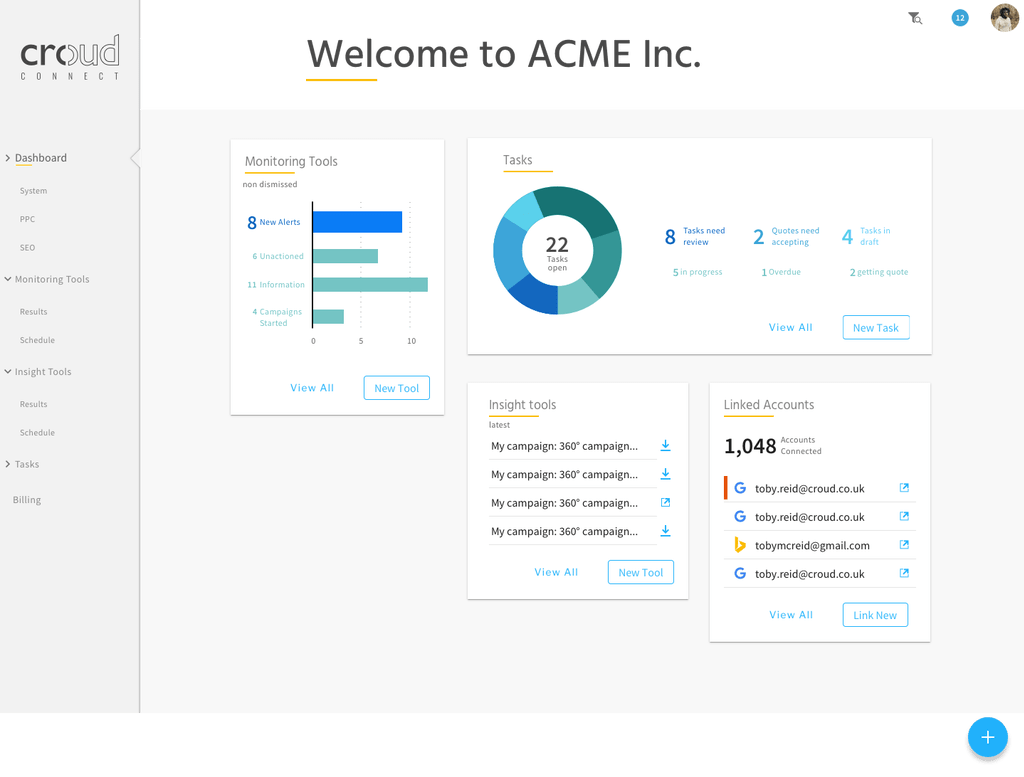 croud
CONNECT
12
Welcome to ACME Inc.
Dashboard
System
PPC
SEO
Monitoring Tools
Results
Schedule
Insight Tools
Results
Schedule
Tasks
Billing
Monitoring Tools
non dismissed
8 New Alerts
6 Unactioned
11 Information
4 Campaigns
Started
0 5 10
View All New Tool
Tasks
22
Tasks
open
8 Tasks need
review
2 Quotes need
accepting
4 Tasks in
draft
5 in progress
1 Overdue
2 getting quote
View All New Task
Insight tools
latest
My campaign: 360° campaign...
My campaign: 360° campaign...
My campaign: 360° campaign...
My campaign: 360° campaign...
View All New Tool
Linked Accounts
1,048 Accounts
Connected
toby.reid@croud.co.uk
toby.reid@croud.co.uk
tobymcreid@gmail.com
toby.reid@croud.co.uk
View All Link New